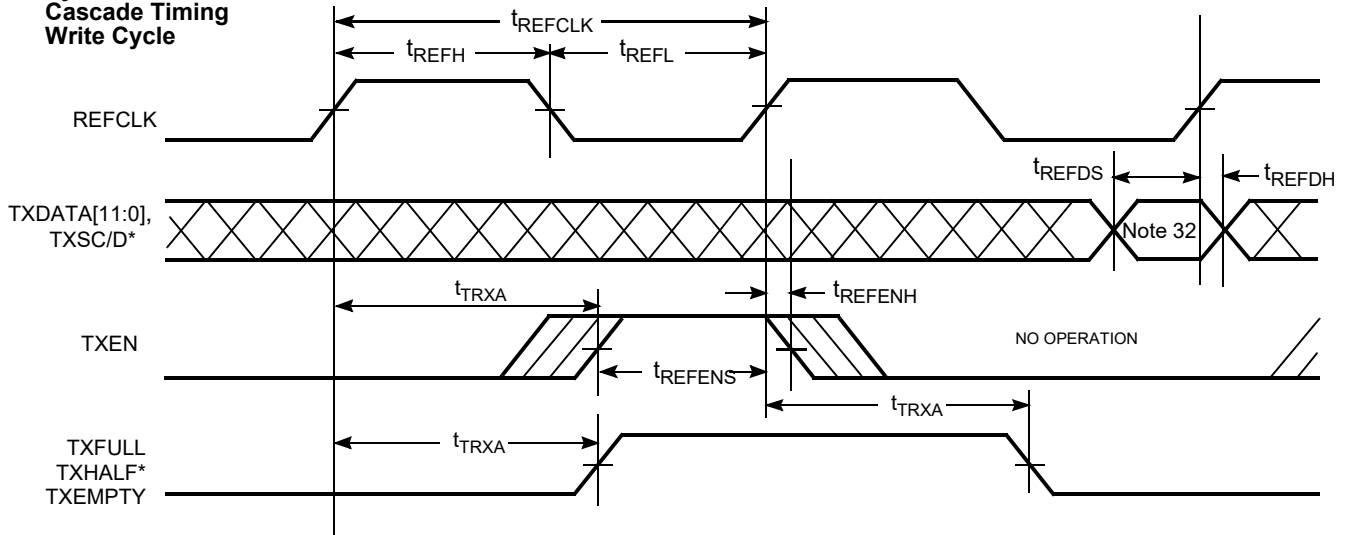 Cascade Timing
Write Cycle
tREFCLK
tREFH
tREFL
REFCLK
tREFDS
tREFDH
TXDATA[11:0],
TXSC/D*
Note 32
tTRXA
tREFENH
TXEN
NO OPERATION
tREFENS
tTRXA
tTRXA
TXFULL
TXHALF*
TXEMPTY